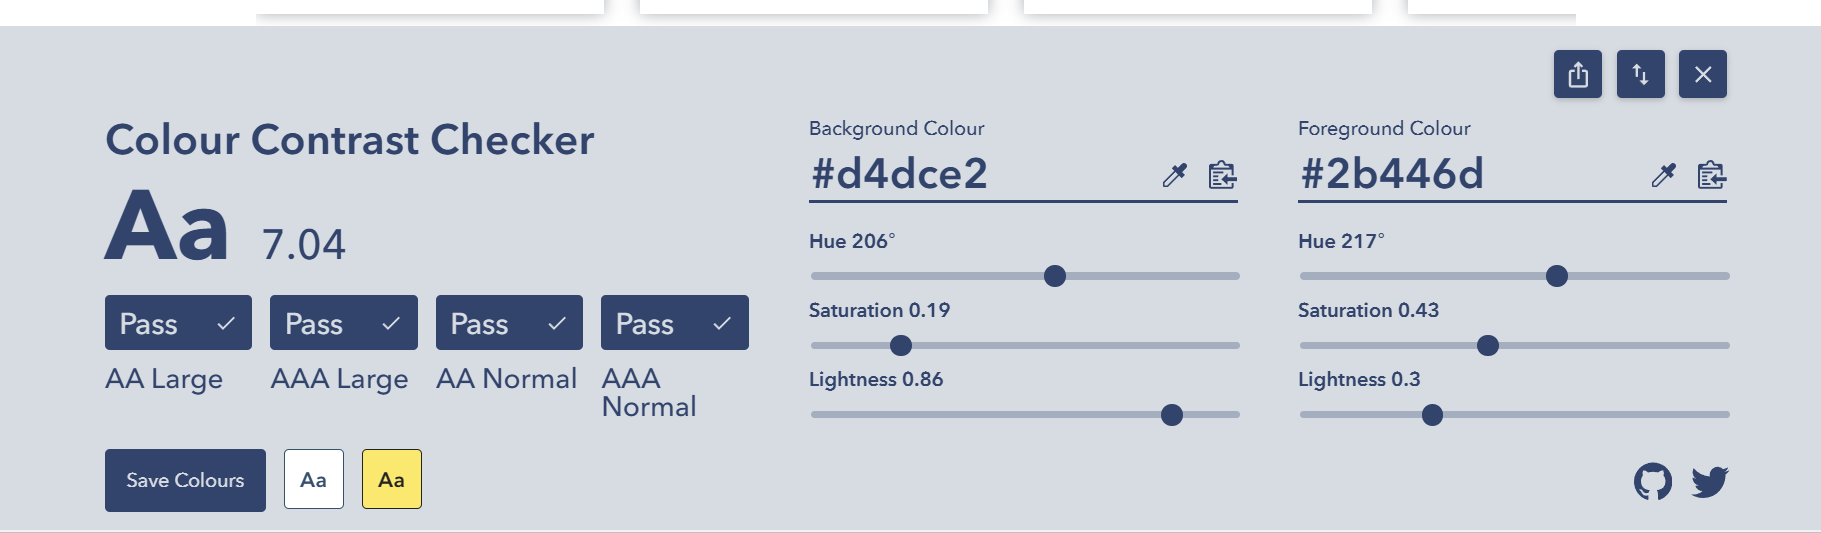 Colour Contrast Checker
Aa 7.04
Pass Pass Pass Pass
AA Large AAA Large AA Normal AAA Normal
Save Colours Aa Aa
Background Colour
#d4dce2
Hue 206°
Saturation 0.19
Lightness 0.86
Foreground Colour
#2b446d
Hue 217°
Saturation 0.43
Lightness 0.3